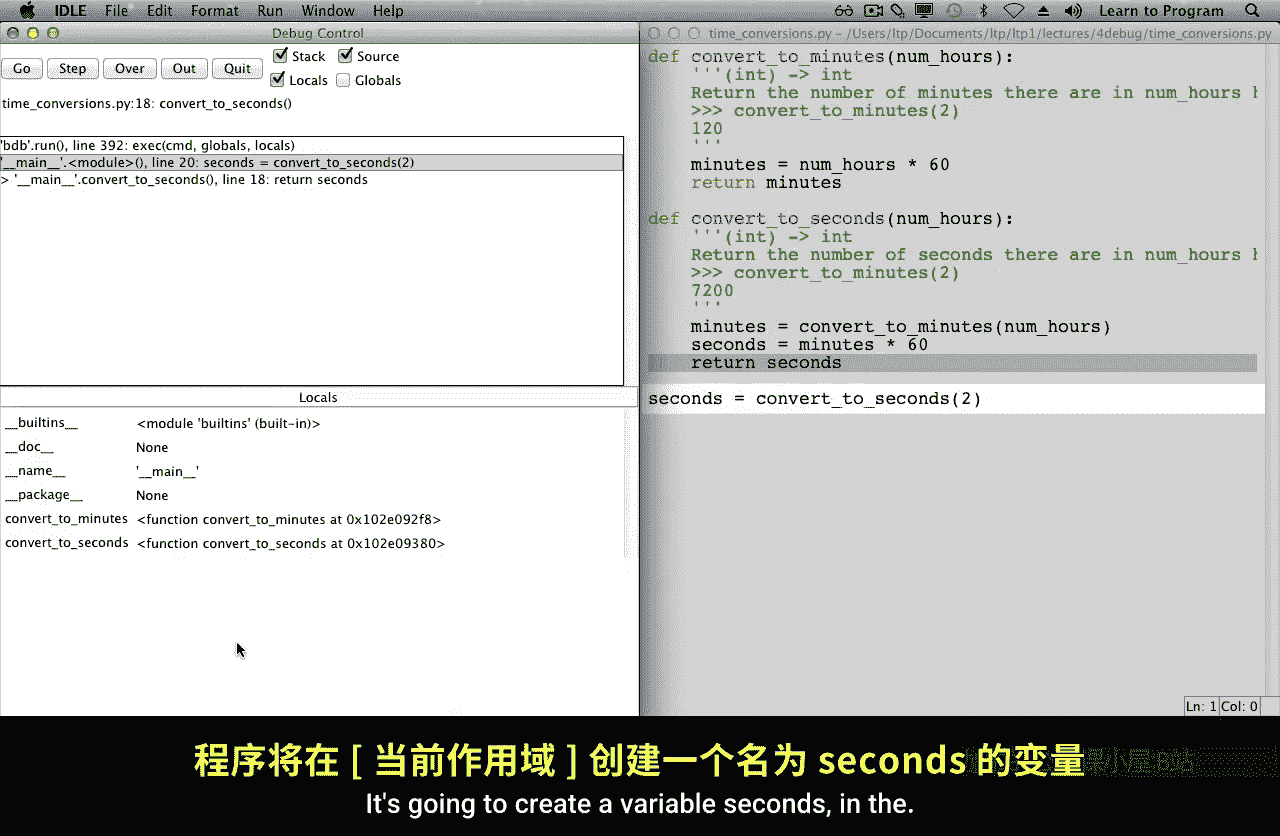 IDLE File Edit Format Run Window Help Learn to Program
Debug Control
Go Step Over Out Quit
Stack Source
Locals Globals
time_conversions.py:18: convert_to_seconds()
'bdb'.run(), line 392: exec(cmd, globals, locals)
'__main__'.<module>(), line 20: seconds = convert_to_seconds(2)
> '__main__'.convert_to_seconds(), line 18: return seconds
Locals
__builtins__ <module 'builtins' (built-in)>
__doc__ None
__name__ '__main__'
__package__ None
convert_to_minutes <function convert_to_minutes at 0x102e092f8>
convert_to_seconds <function convert_to_seconds at 0x102e09380>
time_conversions.py - /Users/ltp/Documents/ltp/ltp1/lectures/4debug/time_conversions.py
def convert_to_minutes(num_hours):
'''(int) -> int
Return the number of minutes there are in num_hours
>>> convert_to_minutes(2)
120
'''
minutes = num_hours * 60
return minutes
def convert_to_seconds(num_hours):
'''(int) -> int
Return the number of seconds there are in num_hours
>>> convert_to_minutes(2)
7200
'''
minutes = convert_to_minutes(num_hours)
seconds = minutes * 60
return seconds
seconds = convert_to_seconds(2)
Ln: 1 Col: 0
程序将在 [ 当前作用域 ] 创建一个名为 seconds 的变量
It's going to create a variable seconds, in the.